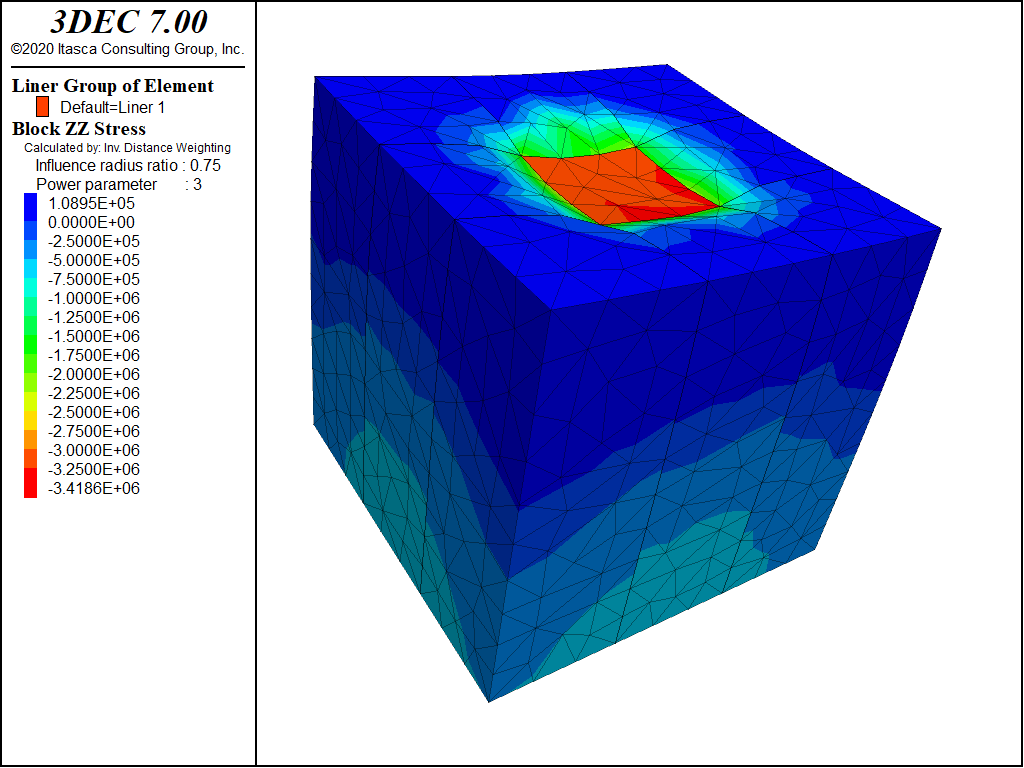 3DEC 7.00
©2020 Itasca Consulting Group, Inc.
Liner Group of Element
Default=Liner 1
Block ZZ Stress
Calculated by: Inv. Distance Weighting
Influence radius ratio : 0.75
Power parameter : 3
1.0895E+05
0.0000E+00
-2.5000E+05
-5.0000E+05
-7.5000E+05
-1.0000E+06
-1.2500E+06
-1.5000E+06
-1.7500E+06
-2.0000E+06
-2.2500E+06
-2.5000E+06
-2.7500E+06
-3.0000E+06
-3.2500E+06
-3.4186E+06